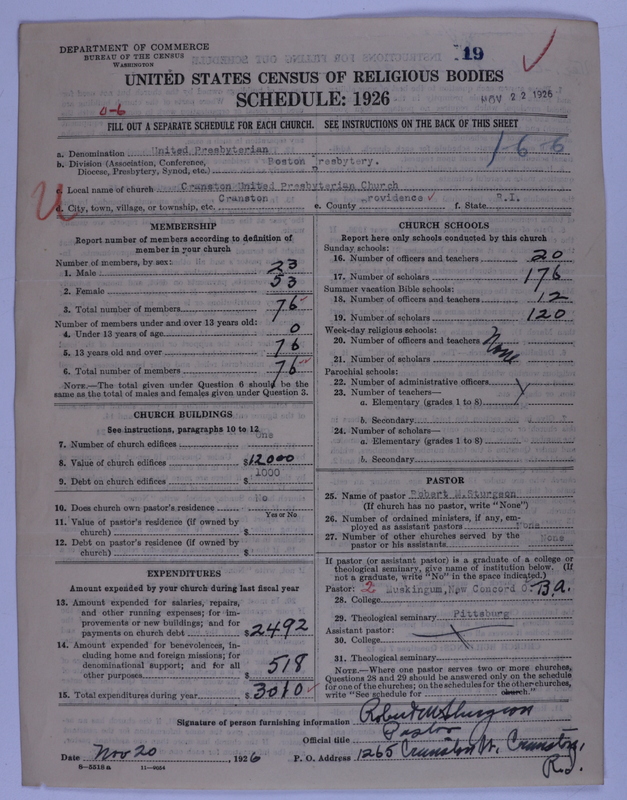 DEPARTMENT OF COMMERCE
BUREAU OF THE CENSUS
WASHINGTON
19
UNITED STATES CENSUS OF RELIGIOUS BODIES
SCHEDULE: 1926
NOV 22 1926
0-6
FILL OUT A SEPARATE SCHEDULE FOR EACH CHURCH. SEE INSTRUCTIONS ON THE BACK OF THIS SHEET
16-6
a. Denomination United Presbyterian
b. Division (Association, Conference, Diocese, Presbytery, Synod, etc.) Boston Presbytery.
c. Local name of church Cranston United Presbyterian Church
d. City, town, village, or township, etc. Cranston e. County Providence f. State R.I.
MEMBERSHIP
Report number of members according to definition of
member in your church
Number of members, by sex:
1. Male 23
2. Female 53
3. Total number of members 76
Number of members under and over 13 years old:
4. Under 13 years of age 0
5. 13 years old and over 76
6. Total number of members 76
NOTE.—The total given under Question 6 should be the
same as the total of males and females given under Question 3.
CHURCH BUILDINGS
See instructions, paragraphs 10 to 12
7. Number of church edifices One
8. Value of church edifices $12000
9. Debt on church edifices $1000
10. Does church own pastor's residence No
Yes or No
11. Value of pastor's residence (if owned by
church) $
12. Debt on pastor's residence (if owned by
church) $
EXPENDITURES
Amount expended by your church during last fiscal year
13. Amount expended for salaries, repairs,
and other running expenses; for im-
provements or new buildings; and for
payments on church debt $2492
14. Amount expended for benevolences, in-
cluding home and foreign missions; for
denominational support; and for all
other purposes $518
15. Total expenditures during year $3010
CHURCH SCHOOLS
Report here only schools conducted by this church
Sunday schools:
16. Number of officers and teachers 20
17. Number of scholars 176
Summer vacation Bible schools:
18. Number of officers and teachers 12
19. Number of scholars 120
Week-day religious schools:
20. Number of officers and teachers None
21. Number of scholars
Parochial schools:
22. Number of administrative officers
23. Number of teachers—
a. Elementary (grades 1 to 8)
b. Secondary
24. Number of scholars—
a. Elementary (grades 1 to 8)
b. Secondary
PASTOR
25. Name of pastor Robert M.Sturgeon
(If church has no pastor, write "None")
26. Number of ordained ministers, if any, em-
ployed as assistant pastors None
27. Number of other churches served by the
pastor or his assistants None
If pastor (or assistant pastor) is a graduate of a college or
theological seminary, give name of institution below. (If
not a graduate, write "No" in the space indicated.)
Pastor: 2
28. College Muskingum,New Concord O. B.A.
29. Theological seminary Pittsburg
Assistant pastor:
30. College
31. Theological seminary
NOTE.—Where one pastor serves two or more churches,
Questions 28 and 29 should be answered only on the schedule
for one of the churches; on the schedules for the other churches,
write "See schedule for church."
Signature of person furnishing information Robert M Sturgeon
Official title Pastor
Date Nov 20, 1926 P. O. Address 1265 Cranston St., Cranston,
R.I.
8-5518a 11-9034